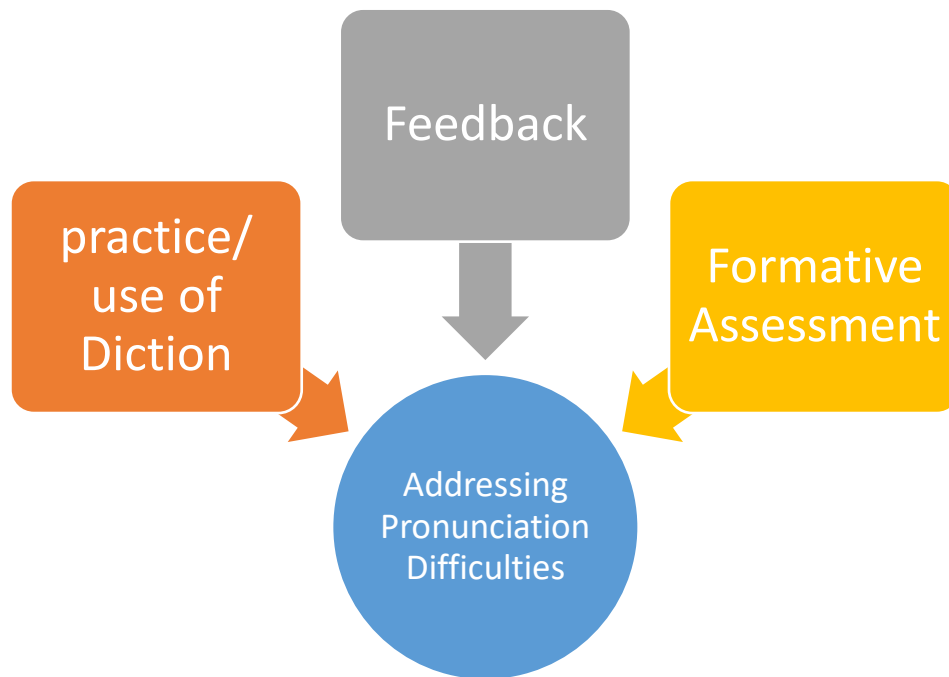 Feedback
practice/
use of
Diction
Formative
Assessment
Addressing
Pronunciation
Difficulties